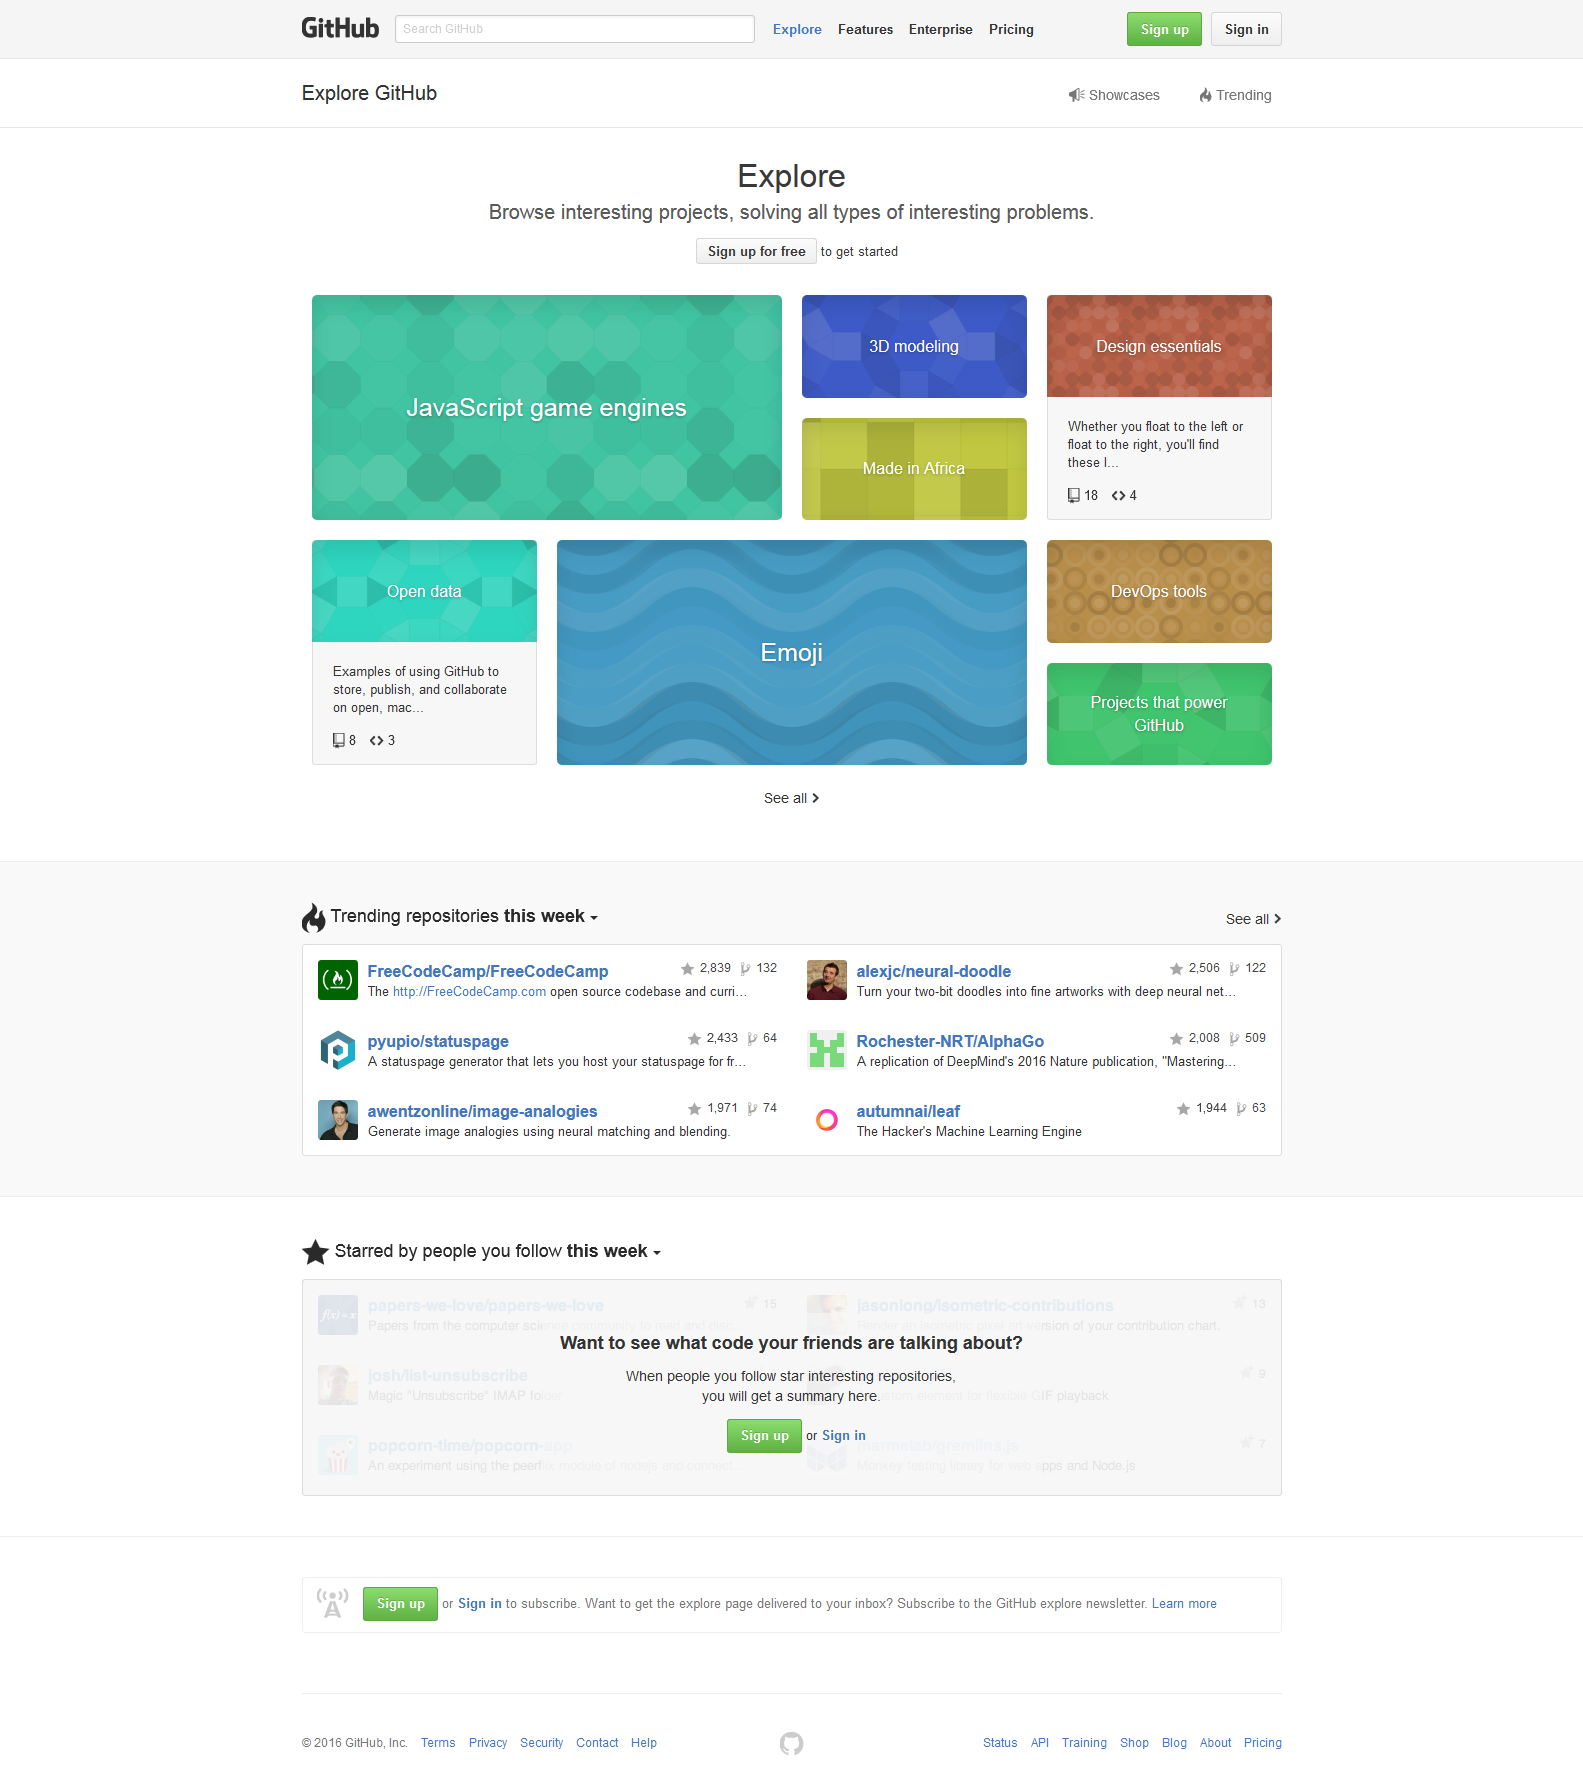 GitHub
Search GitHub
Explore Features Enterprise Pricing
Sign up
Sign in
Explore GitHub
Showcases
Trending
Explore
Browse interesting projects, solving all types of interesting problems.
Sign up for free to get started
JavaScript game engines
3D modeling
Made in Africa
Design essentials
Whether you float to the left or
float to the right, you'll find
these l...
18 4
Open data
Examples of using GitHub to
store, publish, and collaborate
on open, mac...
8 3
Emoji
DevOps tools
Projects that power
GitHub
See all
Trending repositories this week
See all
FreeCodeCamp/FreeCodeCamp 2,839 132
The http://FreeCodeCamp.com open source codebase and curri...
alexjc/neural-doodle 2,506 122
Turn your two-bit doodles into fine artworks with deep neural net...
pyupio/statuspage 2,433 64
A statuspage generator that lets you host your statuspage for fr...
Rochester-NRT/AlphaGo 2,008 509
A replication of DeepMind's 2016 Nature publication, "Mastering...
awentzonline/image-analogies 1,971 74
Generate image analogies using neural matching and blending.
autumnai/leaf 1,944 63
The Hacker's Machine Learning Engine
Starred by people you follow this week
papers-we-love/papers-we-love 15
Papers from the computer science community to read and disc...
jasonlong/isometric-contributions 13
Render an isometric pixel an version of your contribution chart.
josh/list-unsubscribe
Magic "Unsubscribe" IMAP folder
9
custom element for flexible GIF playback
popcorn-time/popcorn-app
An experiment using the peerflix module of nodejs and connect...
marmelab/gremlins.js 7
Monkey testing library for web apps and Node.js
Want to see what code your friends are talking about?
When people you follow star interesting repositories,
you will get a summary here.
Sign up or Sign in
Sign up or Sign in to subscribe. Want to get the explore page delivered to your inbox? Subscribe to the GitHub explore newsletter. Learn more
© 2016 GitHub, Inc. Terms Privacy Security Contact Help
Status API Training Shop Blog About Pricing